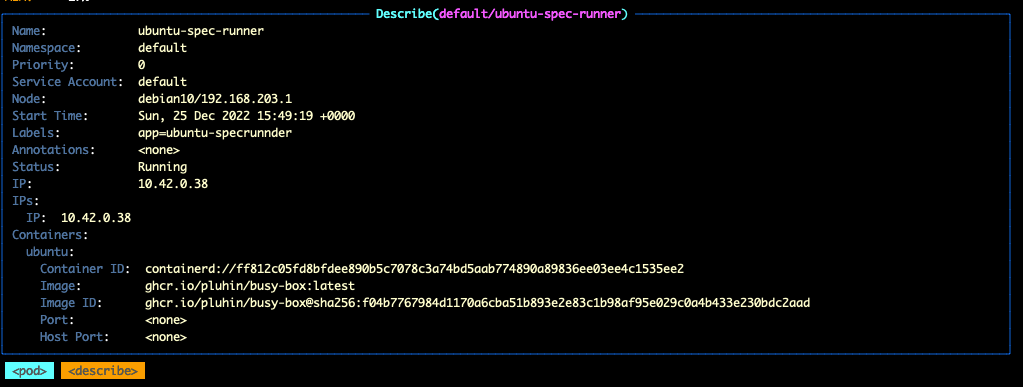 Describe(default/ubuntu-spec-runner)
Name: ubuntu-spec-runner
Namespace: default
Priority: 0
Service Account: default
Node: debian10/192.168.203.1
Start Time: Sun, 25 Dec 2022 15:49:19 +0000
Labels: app=ubuntu-specrunnder
Annotations: <none>
Status: Running
IP: 10.42.0.38
IPs:
IP: 10.42.0.38
Containers:
ubuntu:
Container ID: containerd://ff812c05fd8bfdee890b5c7078c3a74bd5aab774890a89836ee03ee4c1535ee2
Image: ghcr.io/pluhin/busy-box:latest
Image ID: ghcr.io/pluhin/busy-box@sha256:f04b7767984d1170a6cba51b893e2e83c1b98af95e029c0a4b433e230bdc2aad
Port: <none>
Host Port: <none>
<pod> <describe>